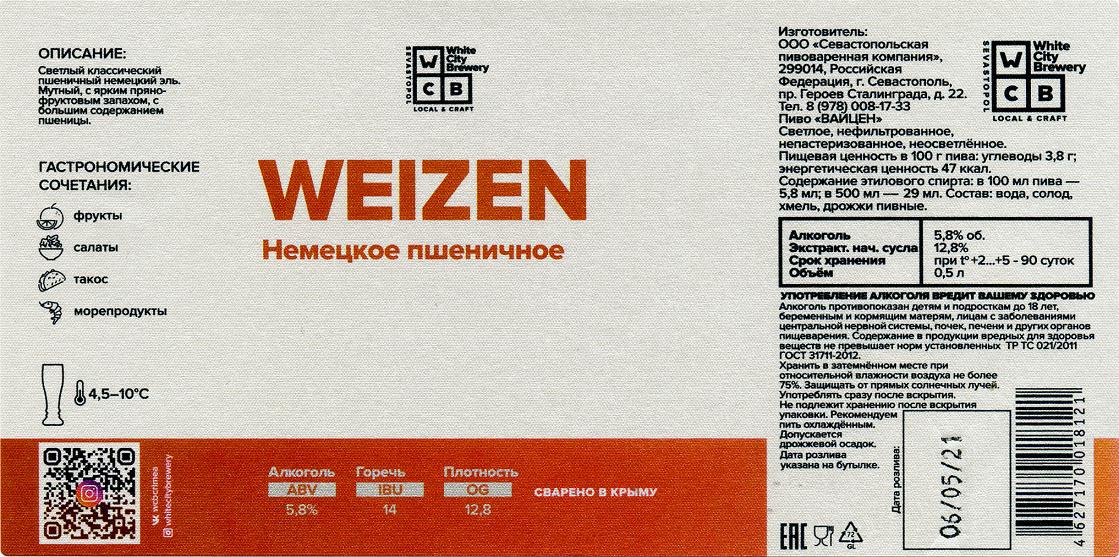 ОПИСАНИЕ:
Светлый классический
пшеничный немецкий эль.
Мутный, с ярким пряно-
фруктовым запахом, с
большим содержанием
пшеницы.
ГАСТРОНОМИЧЕСКИЕ
СОЧЕТАНИЯ:
фрукты
салаты
такос
морепродукты
4,5–10°C
wcbcrimea
whitecitybrewery
SEVASTOPOL
W
White
City
Brewery
C B
LOCAL & CRAFT
WEIZEN
Немецкое пшеничное
Алкоголь Горечь Плотность
ABV IBU OG
5,8% 14 12,8
СВАРЕНО В КРЫМУ
Изготовитель:
ООО «Севастопольская
пивоваренная компания»,
299014, Российская
Федерация, г. Севастополь,
пр. Героев Сталинграда, д. 22.
Тел. 8 (978) 008-17-33
Пиво «ВАЙЦЕН»
Светлое, нефильтрованное,
непастеризованное, неосветлённое.
Пищевая ценность в 100 г пива: углеводы 3,8 г;
энергетическая ценность 47 ккал.
Содержание этилового спирта: в 100 мл пива —
5,8 мл; в 500 мл — 29 мл. Состав: вода, солод,
хмель, дрожжи пивные.
SEVASTOPOL
W
White
City
Brewery
C B
LOCAL & CRAFT
Алкоголь 5,8% об.
Экстракт. нач. сусла 12,8%
Срок хранения при t° +2...+5 - 90 суток
Объём 0,5 л
УПОТРЕБЛЕНИЕ АЛКОГОЛЯ ВРЕДИТ ВАШЕМУ ЗДОРОВЬЮ
Алкоголь противопоказан детям и подросткам до 18 лет,
беременным и кормящим матерям, лицам с заболеваниями
центральной нервной системы, почек, печени и других органов
пищеварения. Содержание в продукции вредных для здоровья
веществ не превышает норм установленных ТР ТС 021/2011
ГОСТ 31711-2012.
Хранить в затемнённом месте при
относительной влажности воздуха не более
75%. Защищать от прямых солнечных лучей.
Употреблять сразу после вскрытия.
Не подлежит хранению после вскрытия
упаковки. Рекомендуем
пить охлаждённым.
Допускается
дрожжевой осадок.
Дата розлива
указана на бутылке.
Дата розлива:
06/05/21
EAC
72
GL
4 627170 018121